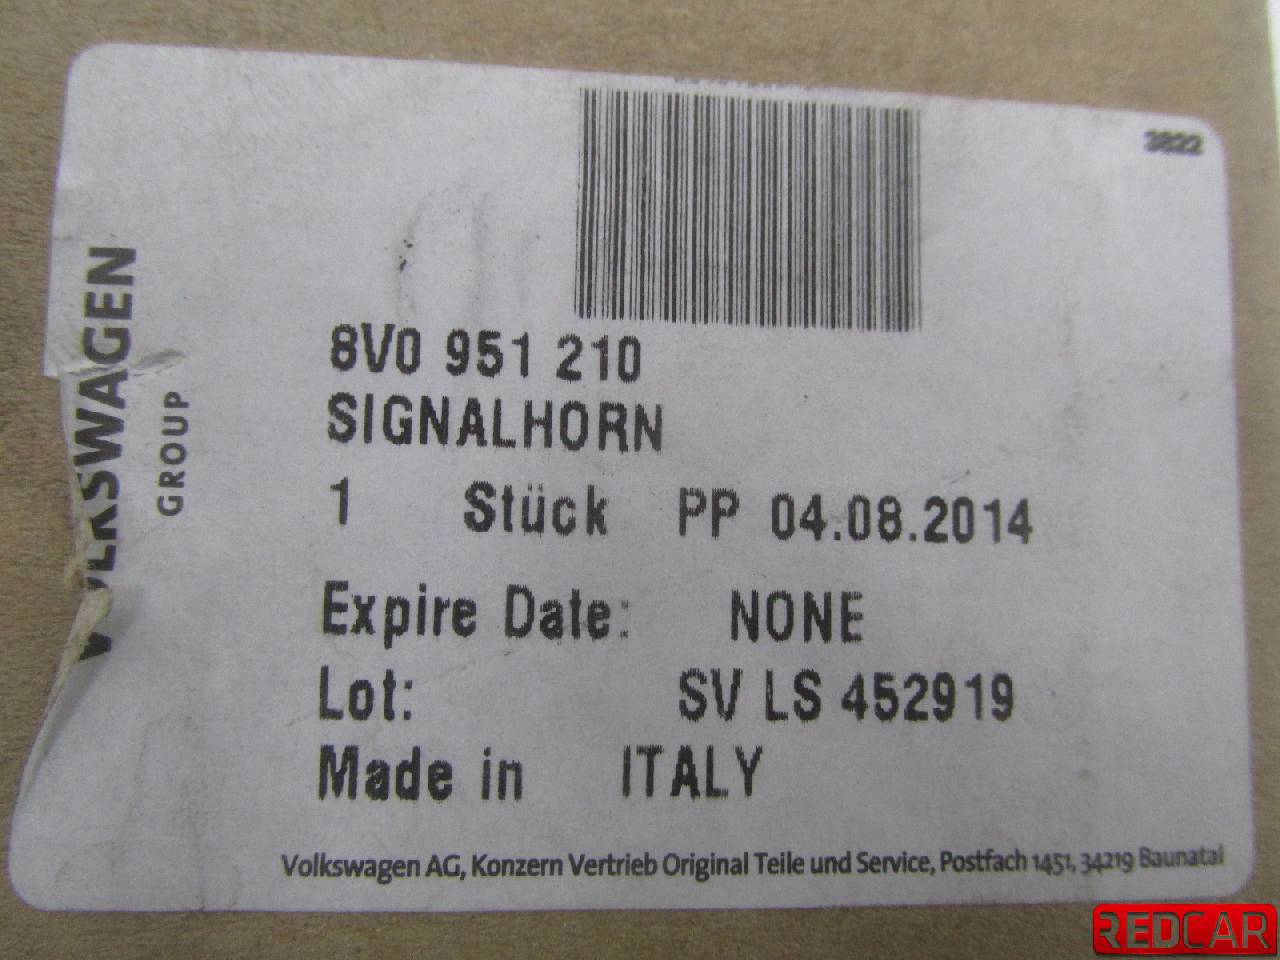 3822
VOLKSWAGEN
GROUP
8V0 951 210
SIGNALHORN
1 Stück PP 04.08.2014
Expire Date: NONE
Lot: SV LS 452919
Made in ITALY
Volkswagen AG, Konzern Vertrieb Original Teile und Service, Postfach 1451, 34219 Baunatal
REDCAR